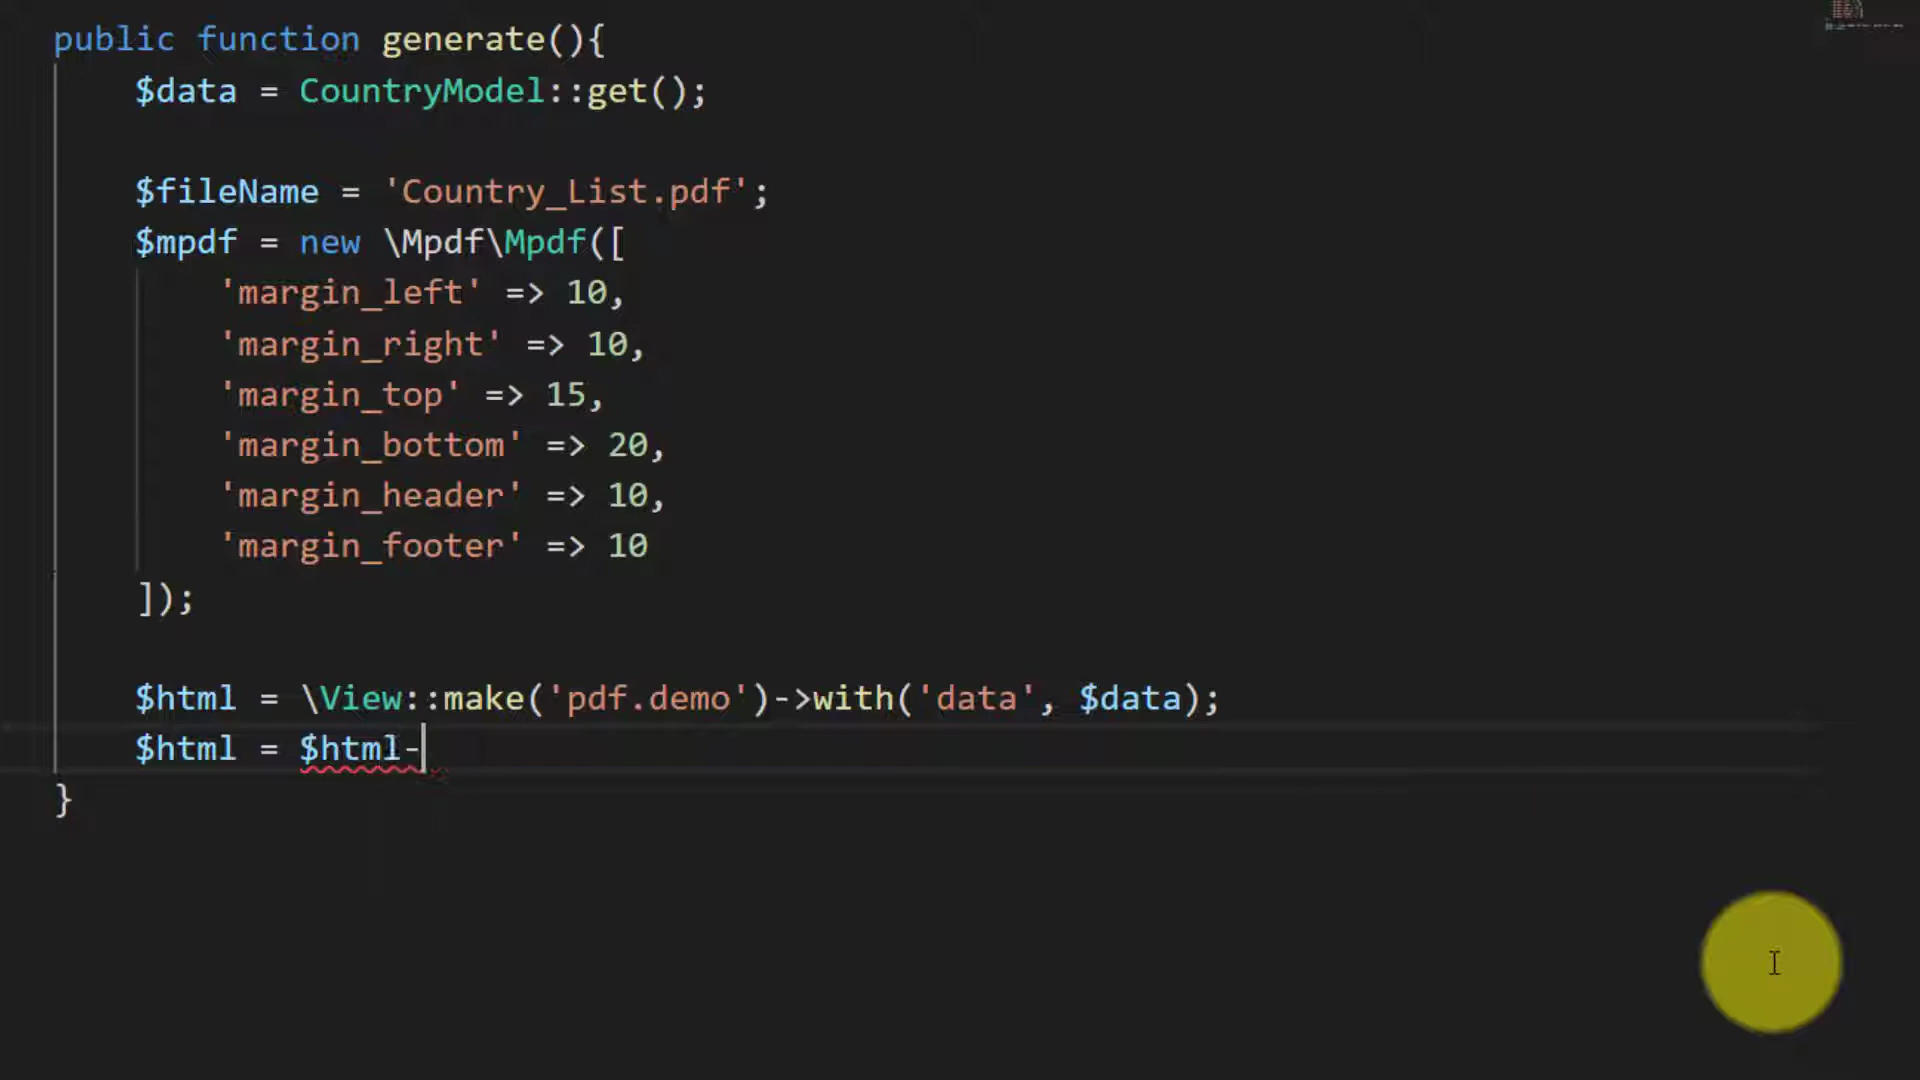 public function generate(){
$data = CountryModel::get();
$fileName = 'Country_List.pdf';
$mpdf = new \Mpdf\Mpdf([
'margin_left' => 10,
'margin_right' => 10,
'margin_top' => 15,
'margin_bottom' => 20,
'margin_header' => 10,
'margin_footer' => 10
]);
$html = \View::make('pdf.demo')->with('data', $data);
$html = $html-
}